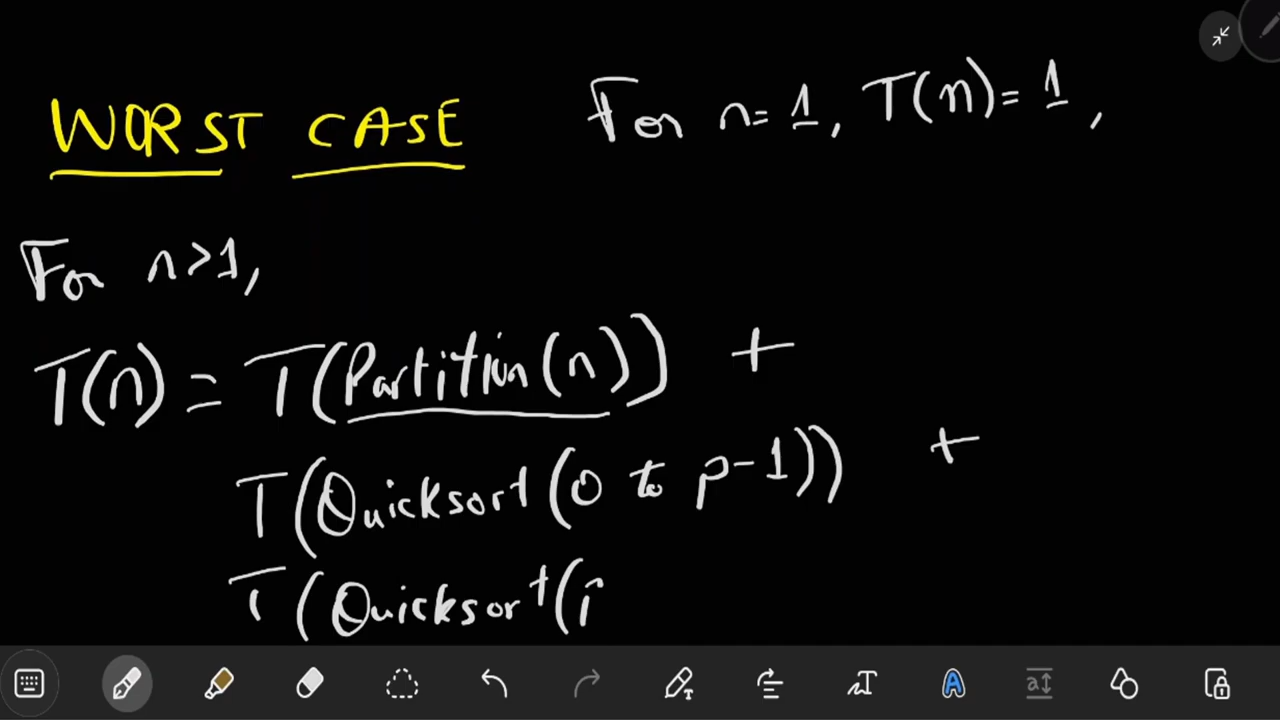 WORST CASE For n=1, T(n)=1,
For n>1,
T(n) = T(Partition(n)) +
T(Quicksort(0 to p-1)) +
T(Quicksort(